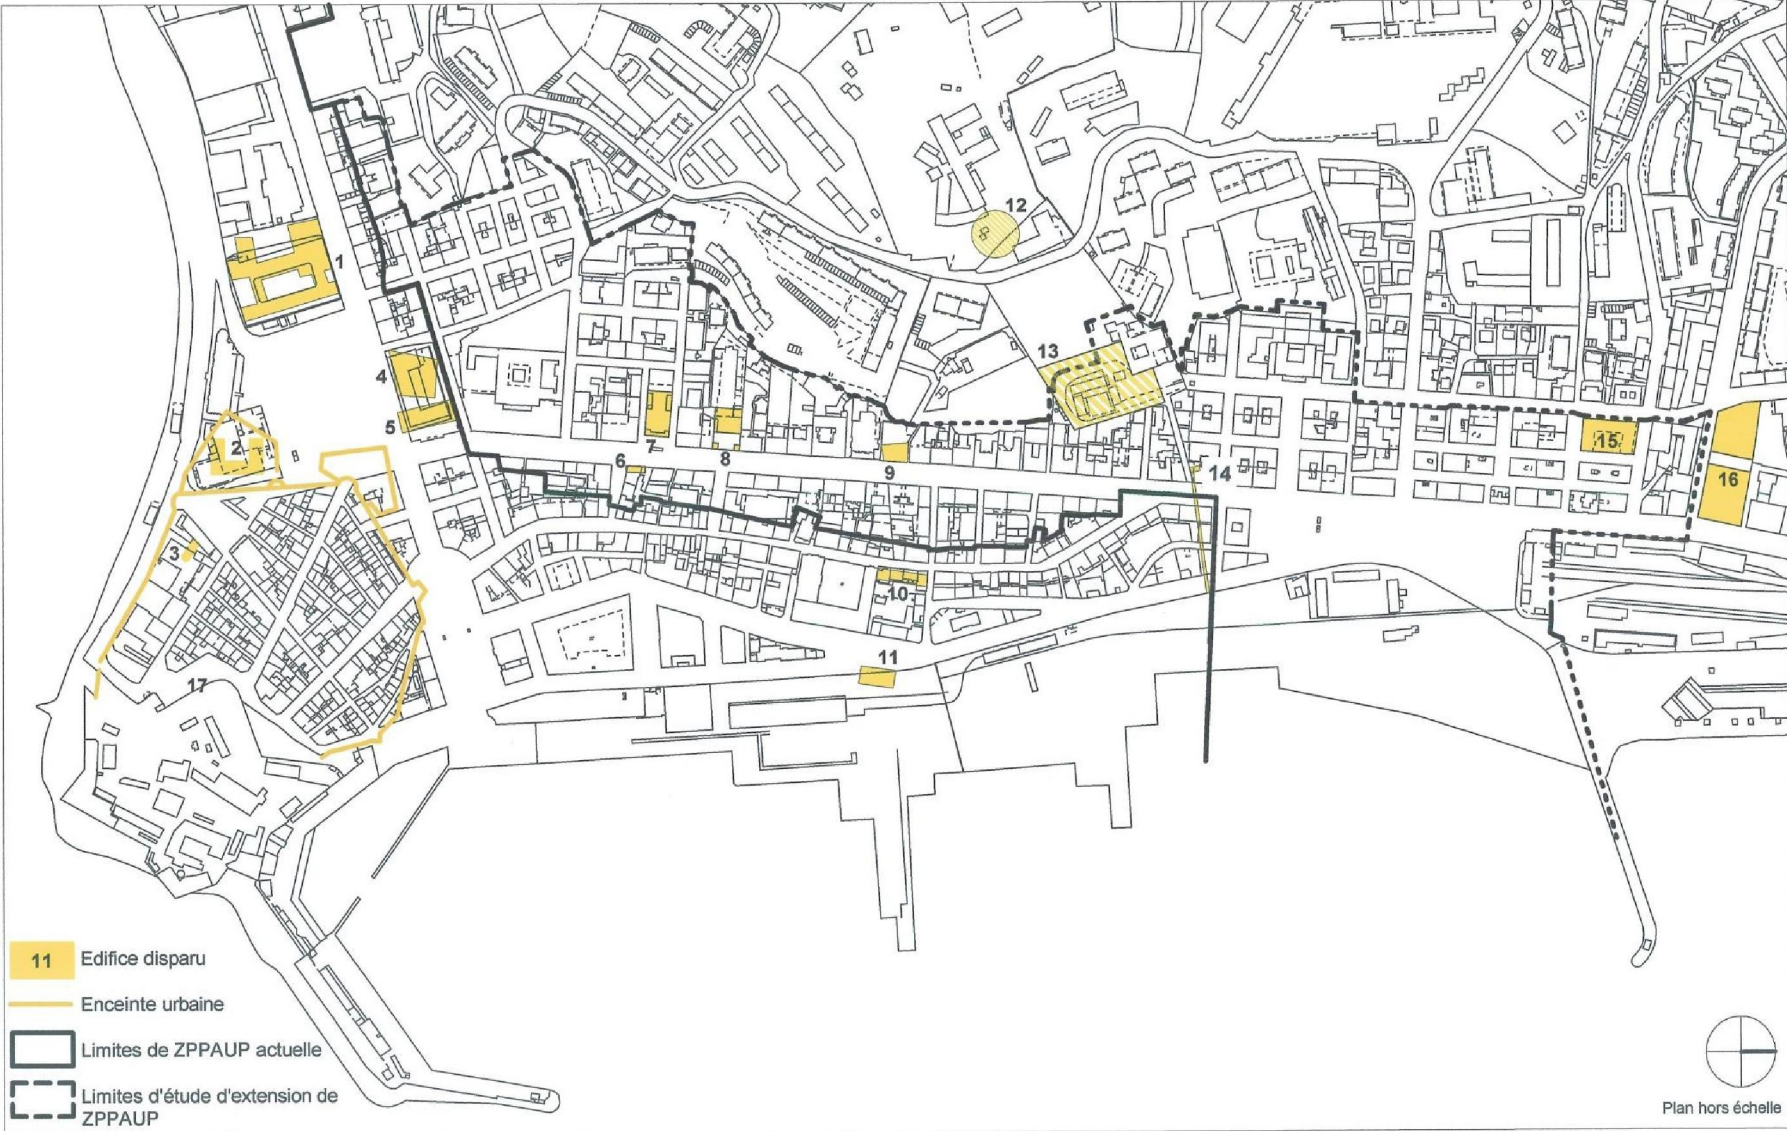 12
1
13
4
5
2
7
6
8
9
14
15
16
3
10
11
17
11 Edifice disparu
Enceinte urbaine
Limites de ZPPAUP actuelle
Limites d'étude d'extension de
ZPPAUP
Plan hors échelle